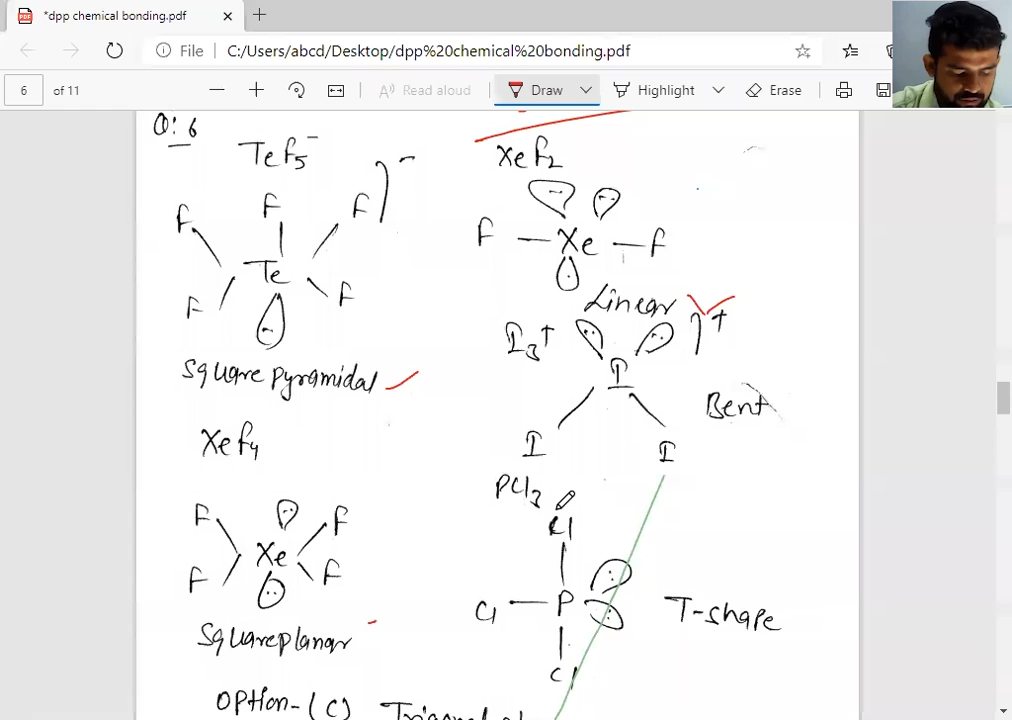 *dpp chemical bonding.pdf
File C:/Users/abcd/Desktop/dpp%20chemical%20bonding.pdf
6 of 11 Read aloud Draw Highlight Erase
Q: 6
TeF5⁻
F F F ]⁻
Te
F F
Square pyramidal
XeF2
F — Xe — F
Linear
I3⁺ ]⁺
I
I I
Bent
XeF4
F F
Xe
F F
Squareplanar
PCl3
Cl
Cl — P
Cl
T-shape
Option-(C)